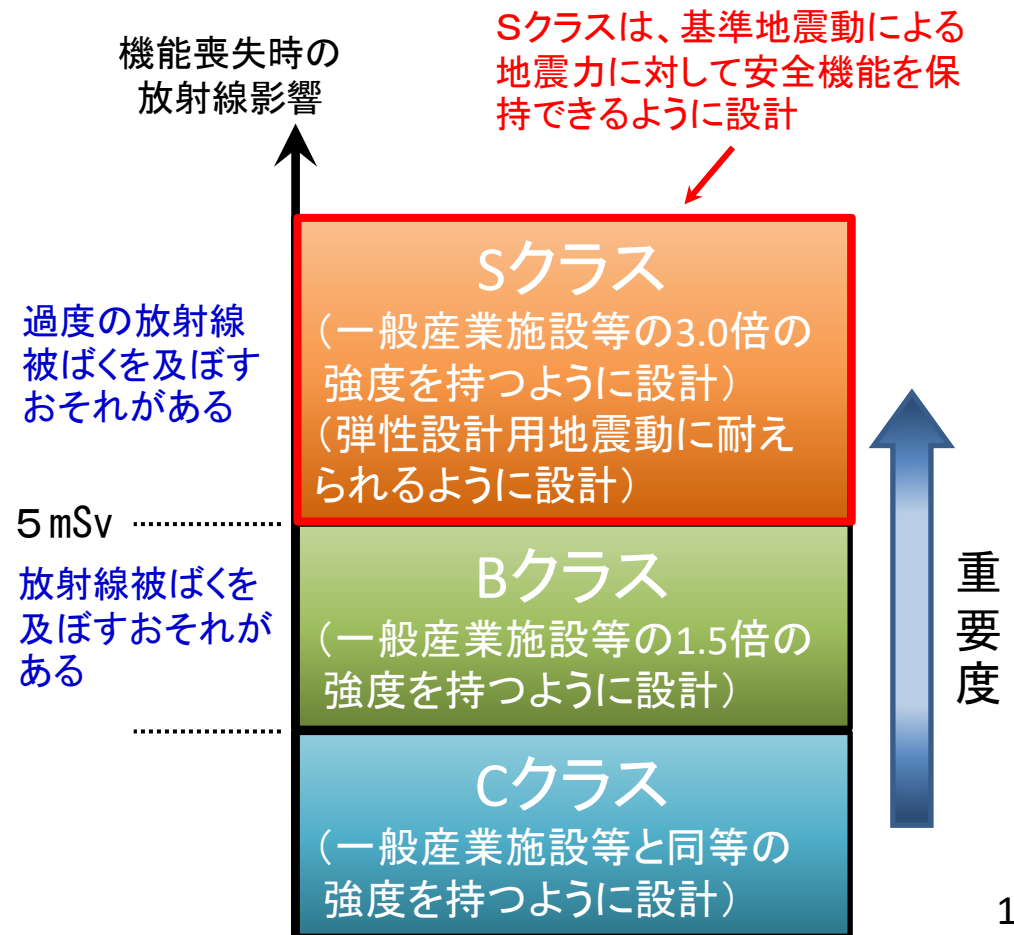 機能喪失時の
放射線影響
Sクラスは、基準地震動による
地震力に対して安全機能を保
持できるように設計
Sクラス
（一般産業施設等の3.0倍の
強度を持つように設計）
（弾性設計用地震動に耐え
られるように設計）
過度の放射線
被ばくを及ぼす
おそれがある
５mSv
放射線被ばくを
及ぼすおそれが
ある
Bクラス
（一般産業施設等の1.5倍の
強度を持つように設計）
Cクラス
（一般産業施設等と同等の
強度を持つように設計）
重要度
1